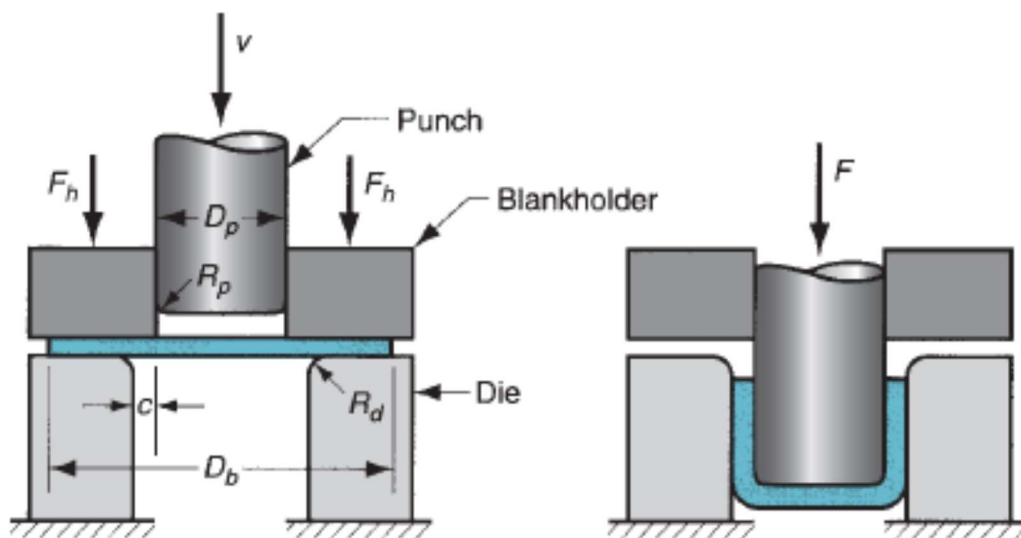 v
Punch
F_h
F_h
Blankholder
D_p
R_p
F
Die
R_d
c
D_b